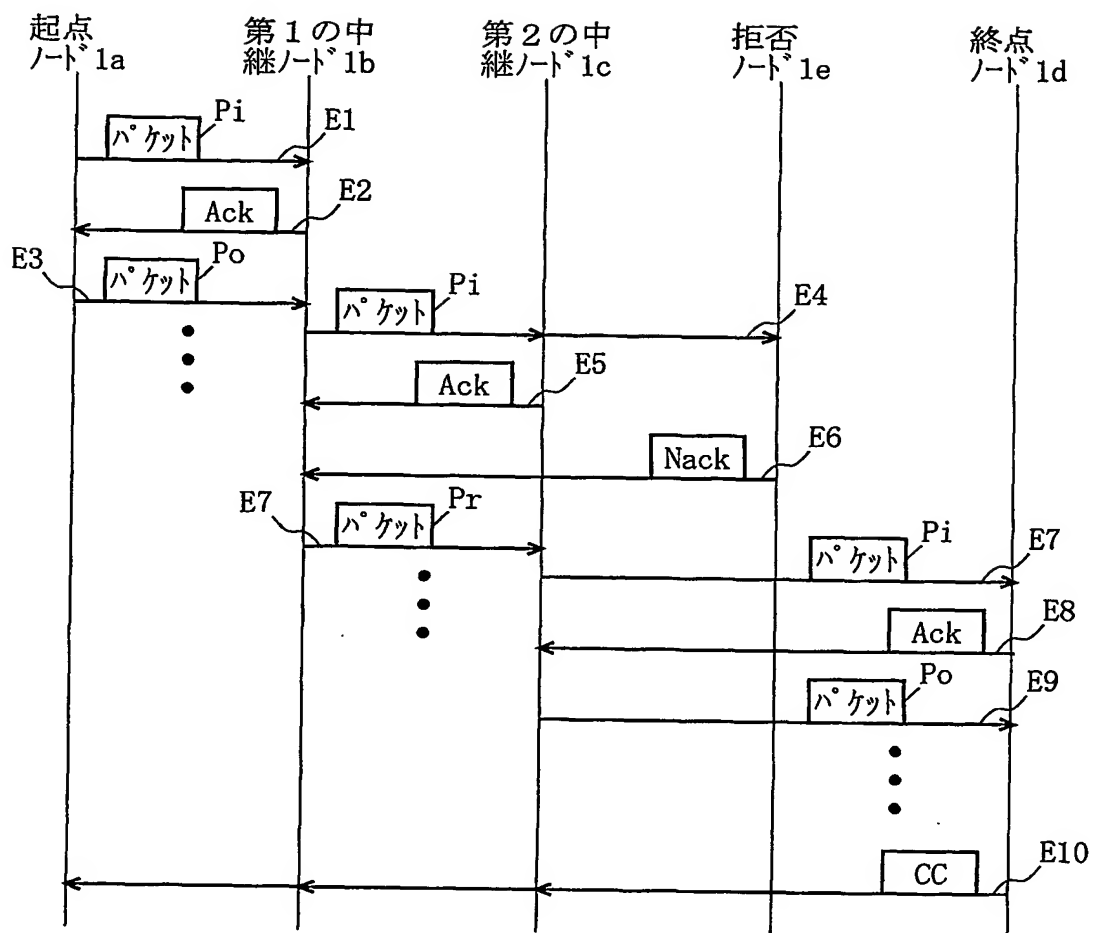 起点
ノード1a
第1の中
継ノード1b
第2の中
継ノード1c
拒否
ノード1e
終点
ノード1d
パケット
Pi
E1
Ack
E2
E3
パケット
Po
パケット
Pi
E4
Ack
E5
Nack
E6
E7
パケット
Pr
パケット
Pi
E7
Ack
E8
パケット
Po
E9
CC
E10